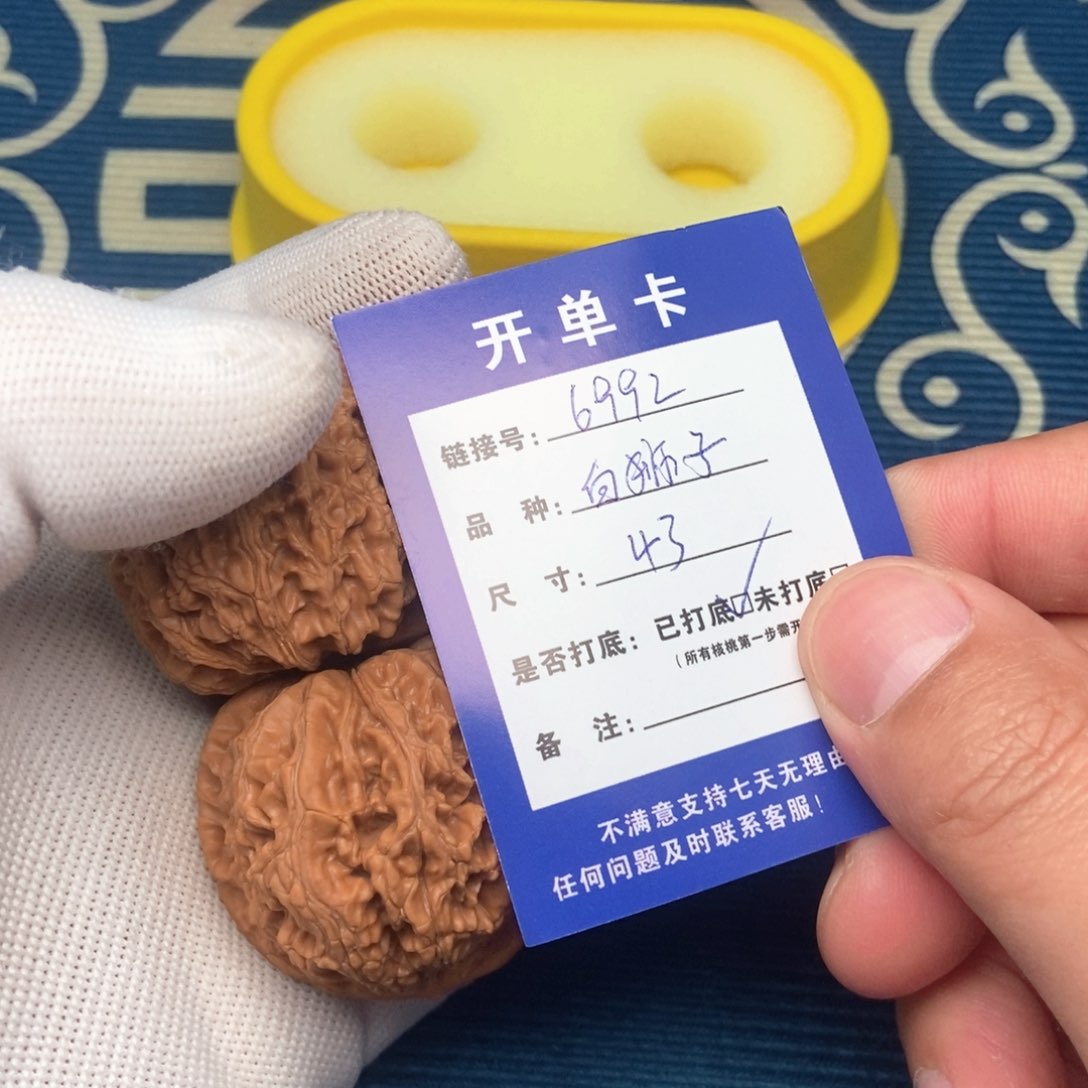 开单卡
链接号：6992
品 种：白狮子
尺 寸：43
是否打底：已打底☑未打底□
（所有核桃第一步需开
备 注：
不满意支持七天无理由
任何问题及时联系客服！